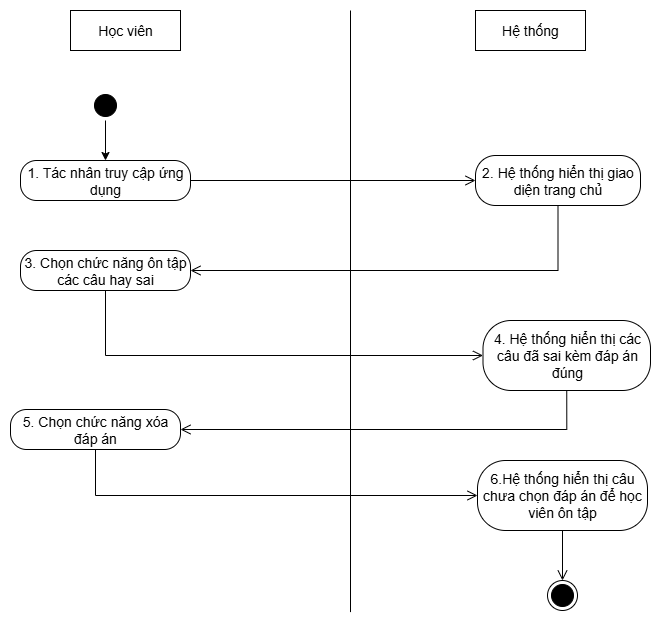 Học viên
Hệ thống
1. Tác nhân truy cập ứng
dụng
2. Hệ thống hiển thị giao
diện trang chủ
3. Chọn chức năng ôn tập
các câu hay sai
4. Hệ thống hiển thị các
câu đã sai kèm đáp án
đúng
5. Chọn chức năng xóa
đáp án
6.Hệ thống hiển thị câu
chưa chọn đáp án để học
viên ôn tập